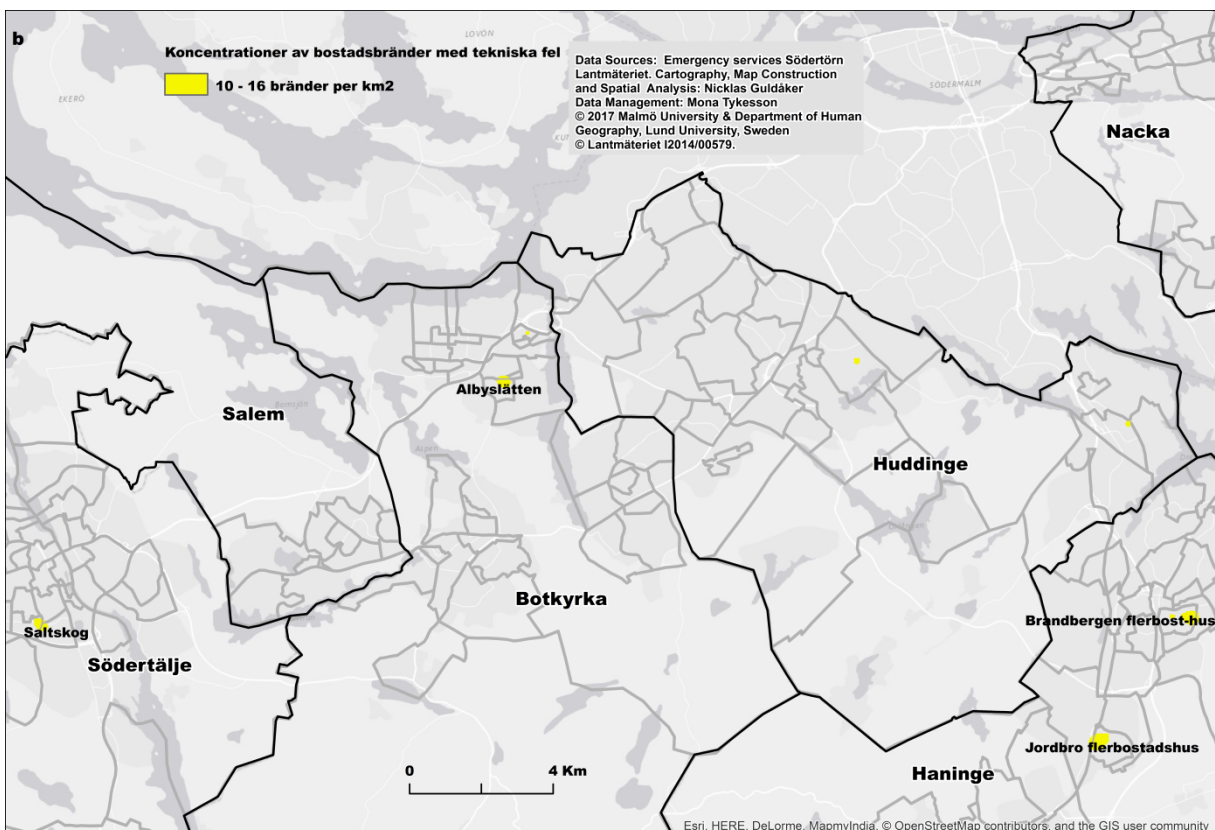 b
Koncentrationer av bostadsbränder med tekniska fel
10 - 16 bränder per km2
Data Sources: Emergency services Södertörn
Lantmäteriet. Cartography, Map Construction
and Spatial Analysis: Nicklas Guldåker
Data Management: Mona Tykesson
© 2017 Malmö University & Department of Human
Geography, Lund University, Sweden
© Lantmäteriet I2014/00579.
LOVÖN
EKERÖ
SÖDERMALM
Nacka
Albyslätten
Salem
Bornsjön
Aspen
Huddinge
Botkyrka
Saltskog
Södertälje
Brandbergen flerbost-hus
Jordbro flerbostadshus
Haninge
0 4 Km
Esri, HERE, DeLorme, MapmyIndia, © OpenStreetMap contributors, and the GIS user community